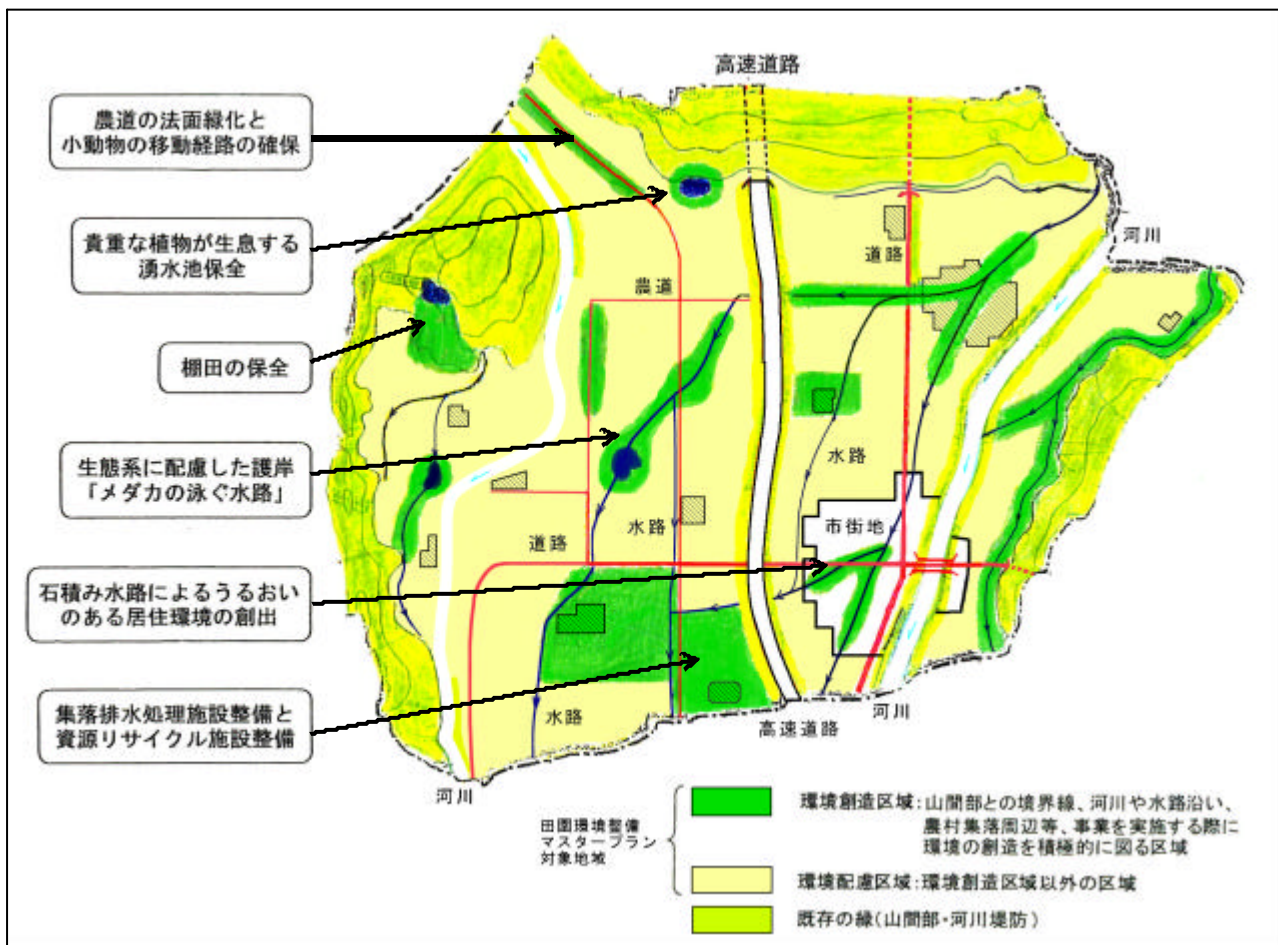 高速道路
農道の法面緑化と
小動物の移動経路の確保
貴重な植物が生息する
湧水池保全
棚田の保全
生態系に配慮した護岸
「メダカの泳ぐ水路」
石積み水路によるうるおい
のある居住環境の創出
集落排水処理施設整備と
資源リサイクル施設整備
河川
道路
農道
水路
市街地
道路
水路
水路
高速道路
河川
河川
田園環境整備
マスタープラン
対象地域
環境創造区域:山間部との境界線、河川や水路沿い、
農村集落周辺等、事業を実施する際に
環境の創造を積極的に図る区域
環境配慮区域:環境創造区域以外の区域
既存の緑(山間部・河川堤防)